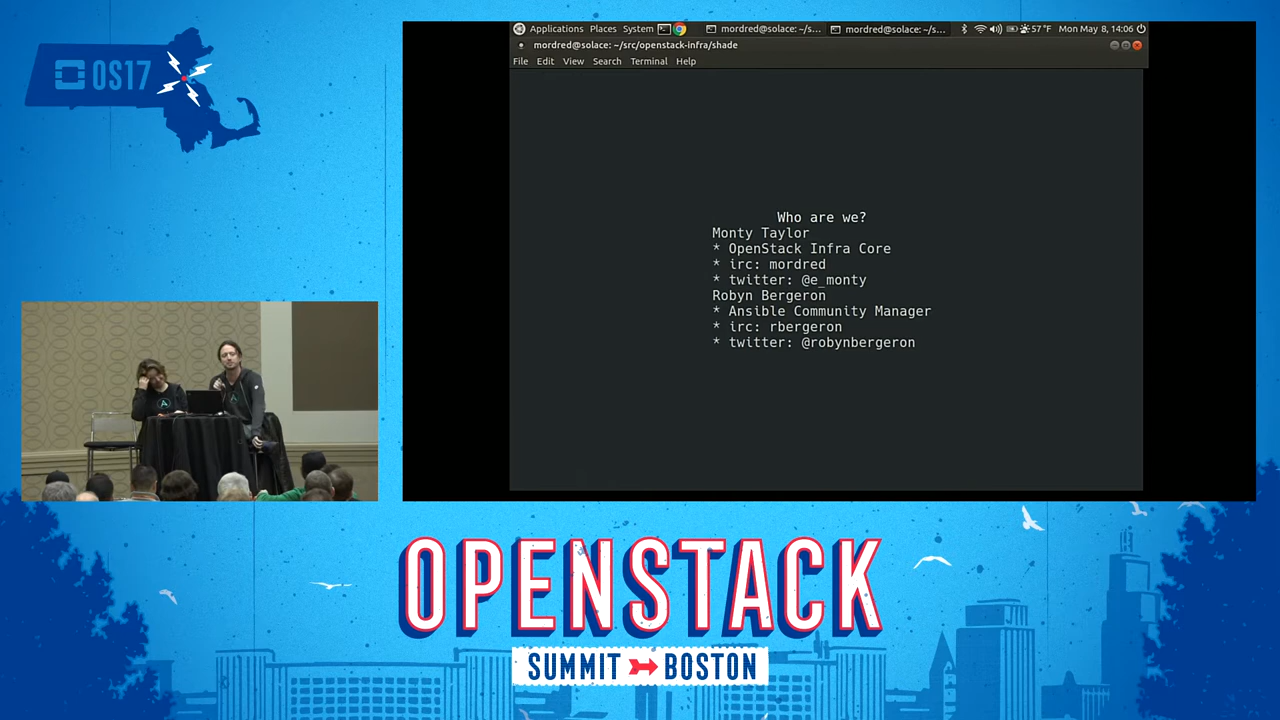 OS17
Applications Places System mordred@solace: ~/s... mordred@solace: ~/s... 57 °F Mon May 8, 14:06
mordred@solace: ~/src/openstack-infra/shade
File Edit View Search Terminal Help
Who are we?
Monty Taylor
* OpenStack Infra Core
* irc: mordred
* twitter: @e_monty
Robyn Bergeron
* Ansible Community Manager
* irc: rbergeron
* twitter: @robynbergeron
OPENSTACK
SUMMIT BOSTON